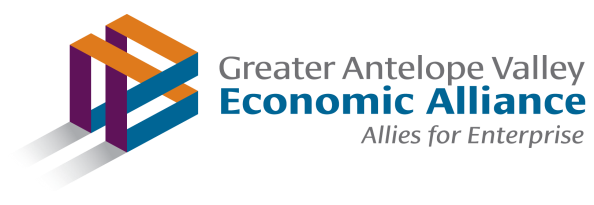 Greater Antelope Valley
Economic Alliance
Allies for Enterprise